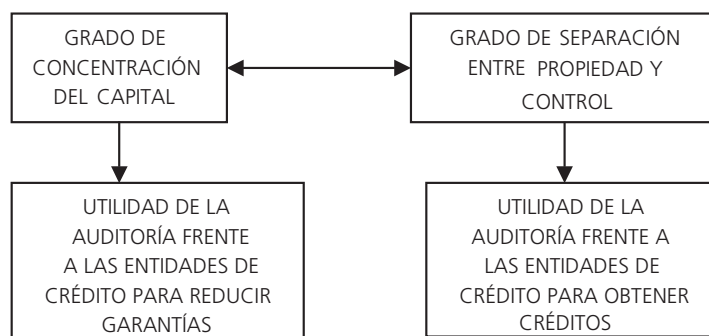 GRADO DE
CONCENTRACIÓN
DEL CAPITAL
GRADO DE SEPARACIÓN
ENTRE PROPIEDAD Y
CONTROL
UTILIDAD DE LA
AUDITORÍA FRENTE
A LAS ENTIDADES DE
CRÉDITO PARA REDUCIR
GARANTÍAS
UTILIDAD DE LA
AUDITORÍA FRENTE A
LAS ENTIDADES DE
CRÉDITO PARA OBTENER
CRÉDITOS